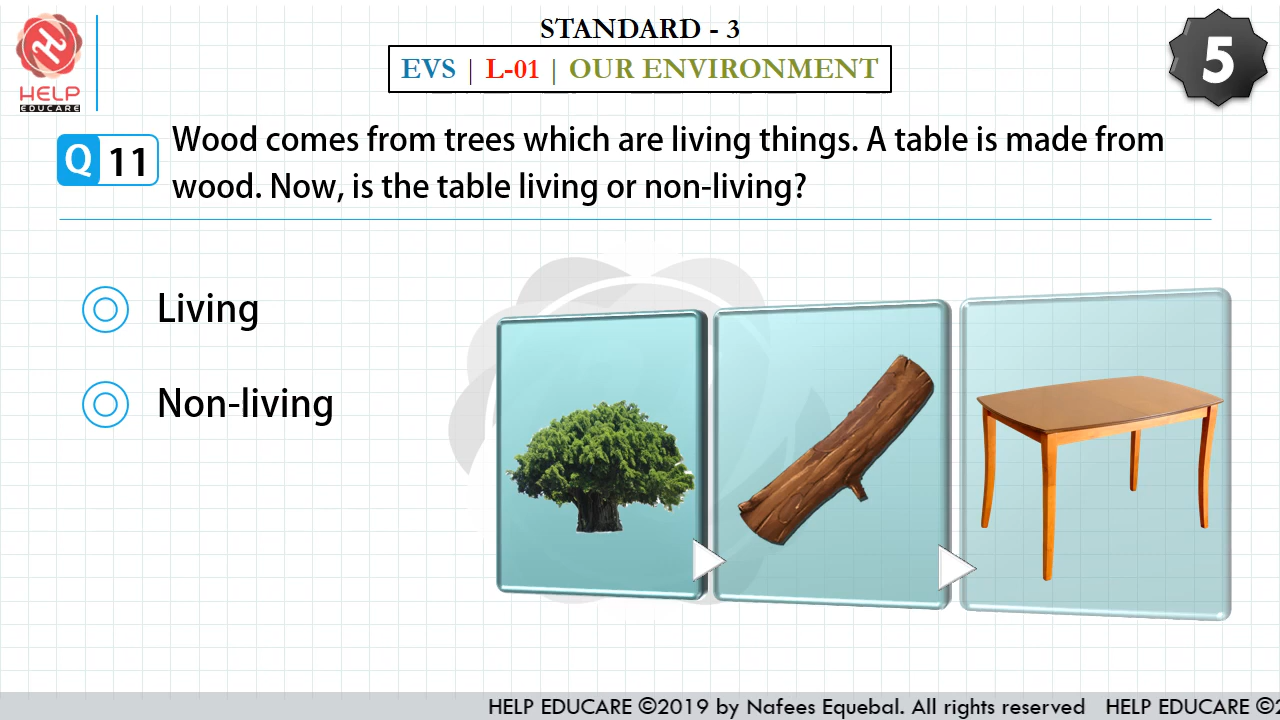 STANDARD - 3
HELP
EDUCARE
EVS | L-01 | OUR ENVIRONMENT
5
Q 11
Wood comes from trees which are living things. A table is made from
wood. Now, is the table living or non-living?
Living
Non-living
HELP EDUCARE ©2019 by Nafees Equebal. All rights reserved HELP EDUCARE ©2